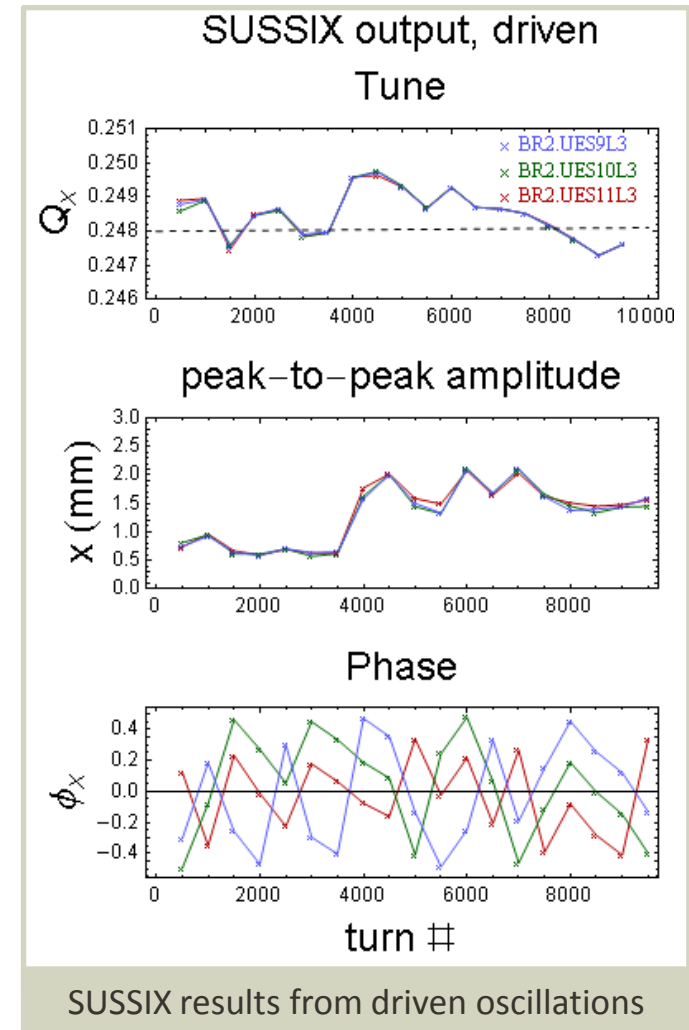 SUSSIX output, driven
Tune
0.251
0.250
0.249
0.248
0.247
0.246
Qx
× BR2.UES9L3
× BR2.UES10L3
× BR2.UES11L3
0 2000 4000 6000 8000 10000
peak-to-peak amplitude
3.0
2.5
2.0
1.5
1.0
0.5
0.0
x (mm)
0 2000 4000 6000 8000
Phase
0.4
0.2
0.0
−0.2
−0.4
ϕx
0 2000 4000 6000 8000
turn #
SUSSIX results from driven oscillations